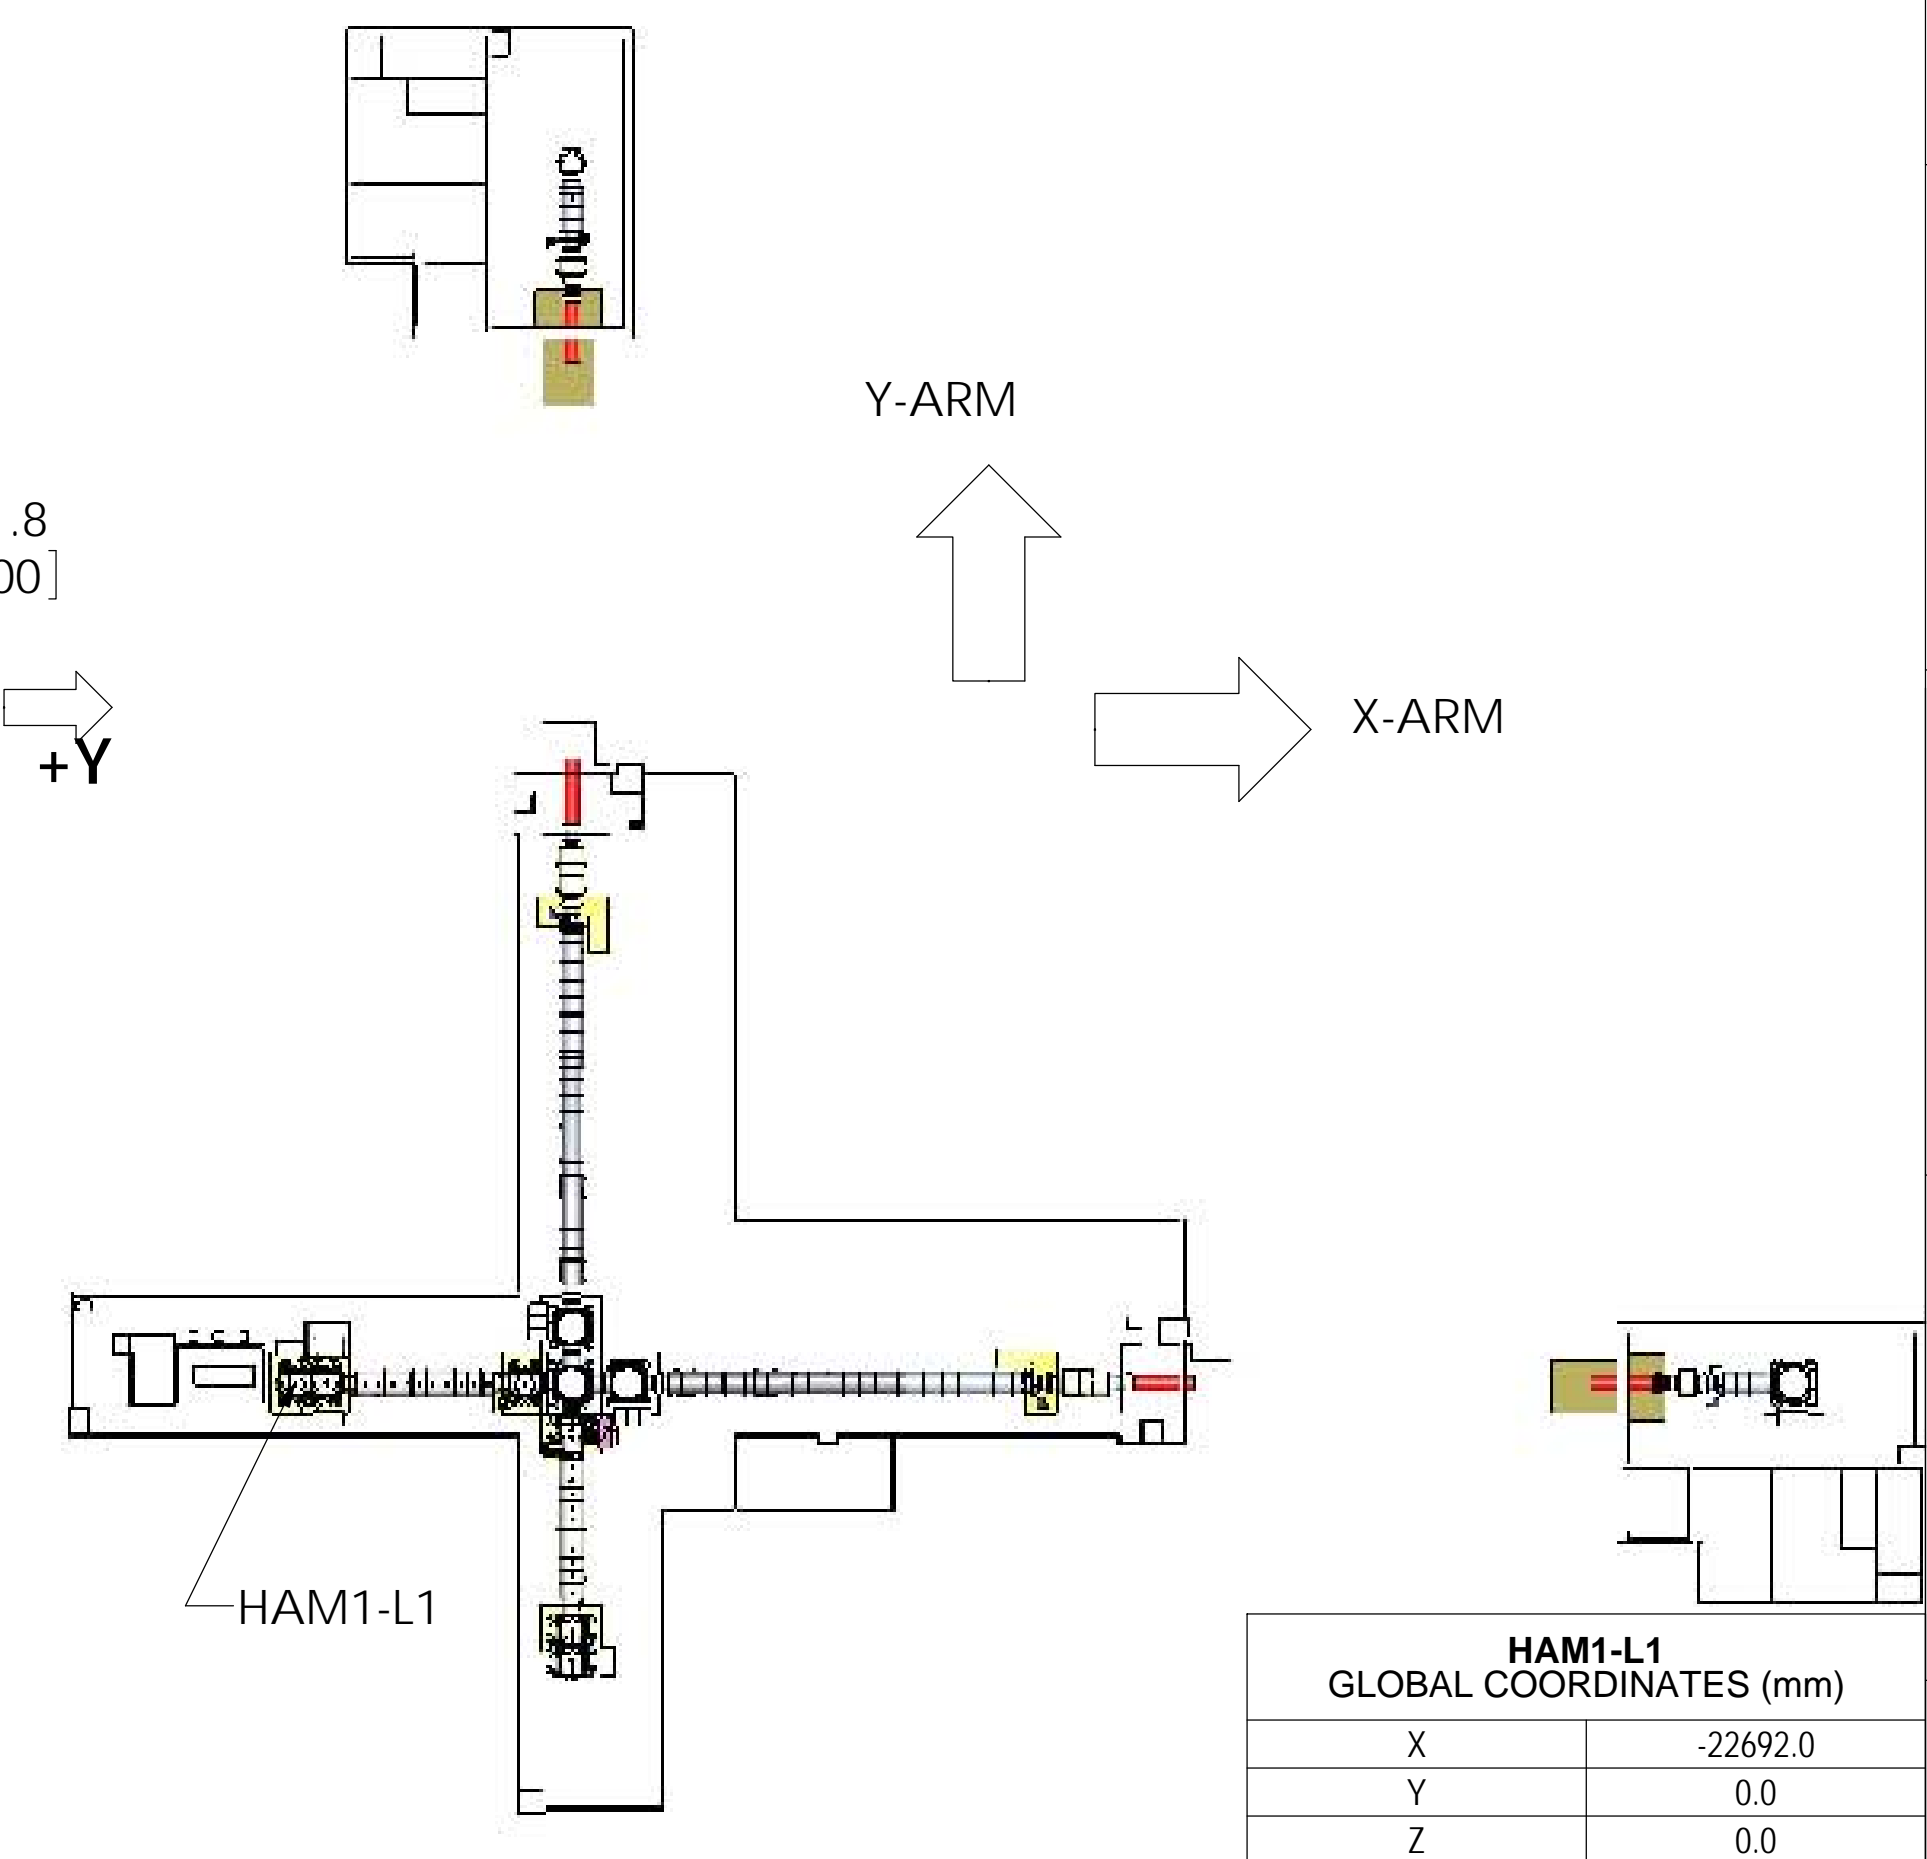 Y-ARM
.8
00]
X-ARM
+Y
HAM1-L1
HAM1-L1
GLOBAL COORDINATES (mm)
X -22692.0
Y 0.0
Z 0.0